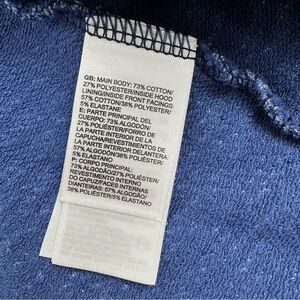 GB: MAIN BODY: 73% COTTON/
27% POLYESTER/INSIDE HOOD
LINING/INSIDE FRONT FACINGS:
57% COTTON/38% POLYESTER/
5% ELASTANE
E: PARTE PRINCIPAL DEL
CUERPO: 73% ALGODÓN/
27% POLIÉSTER/FORRO DE
LA PARTE INTERIOR DE LA
CAPUCHA/REVESTIMIENTOS DE
LA PARTE INTERIOR DELANTERA:
57% ALGODÓN/38% POLIÉSTER/
5% ELASTANO
P: CORPO PRINCIPAL:
73% ALGODÃO/27% POLIÉSTER/
REVESTIMENTO INTERNO
DO CAPUZ/FACES INTERNAS
DIANTEIRAS: 57% ALGODÃO/
38% POLIÉSTER/5% ELASTANO